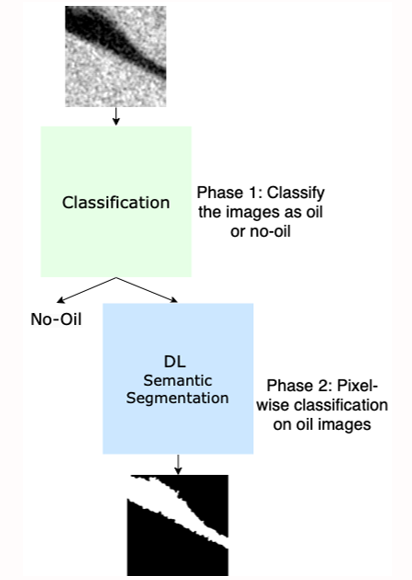 Classification
Phase 1: Classify
the images as oil
or no-oil
No-Oil
DL
Semantic
Segmentation
Phase 2: Pixel-
wise classification
on oil images